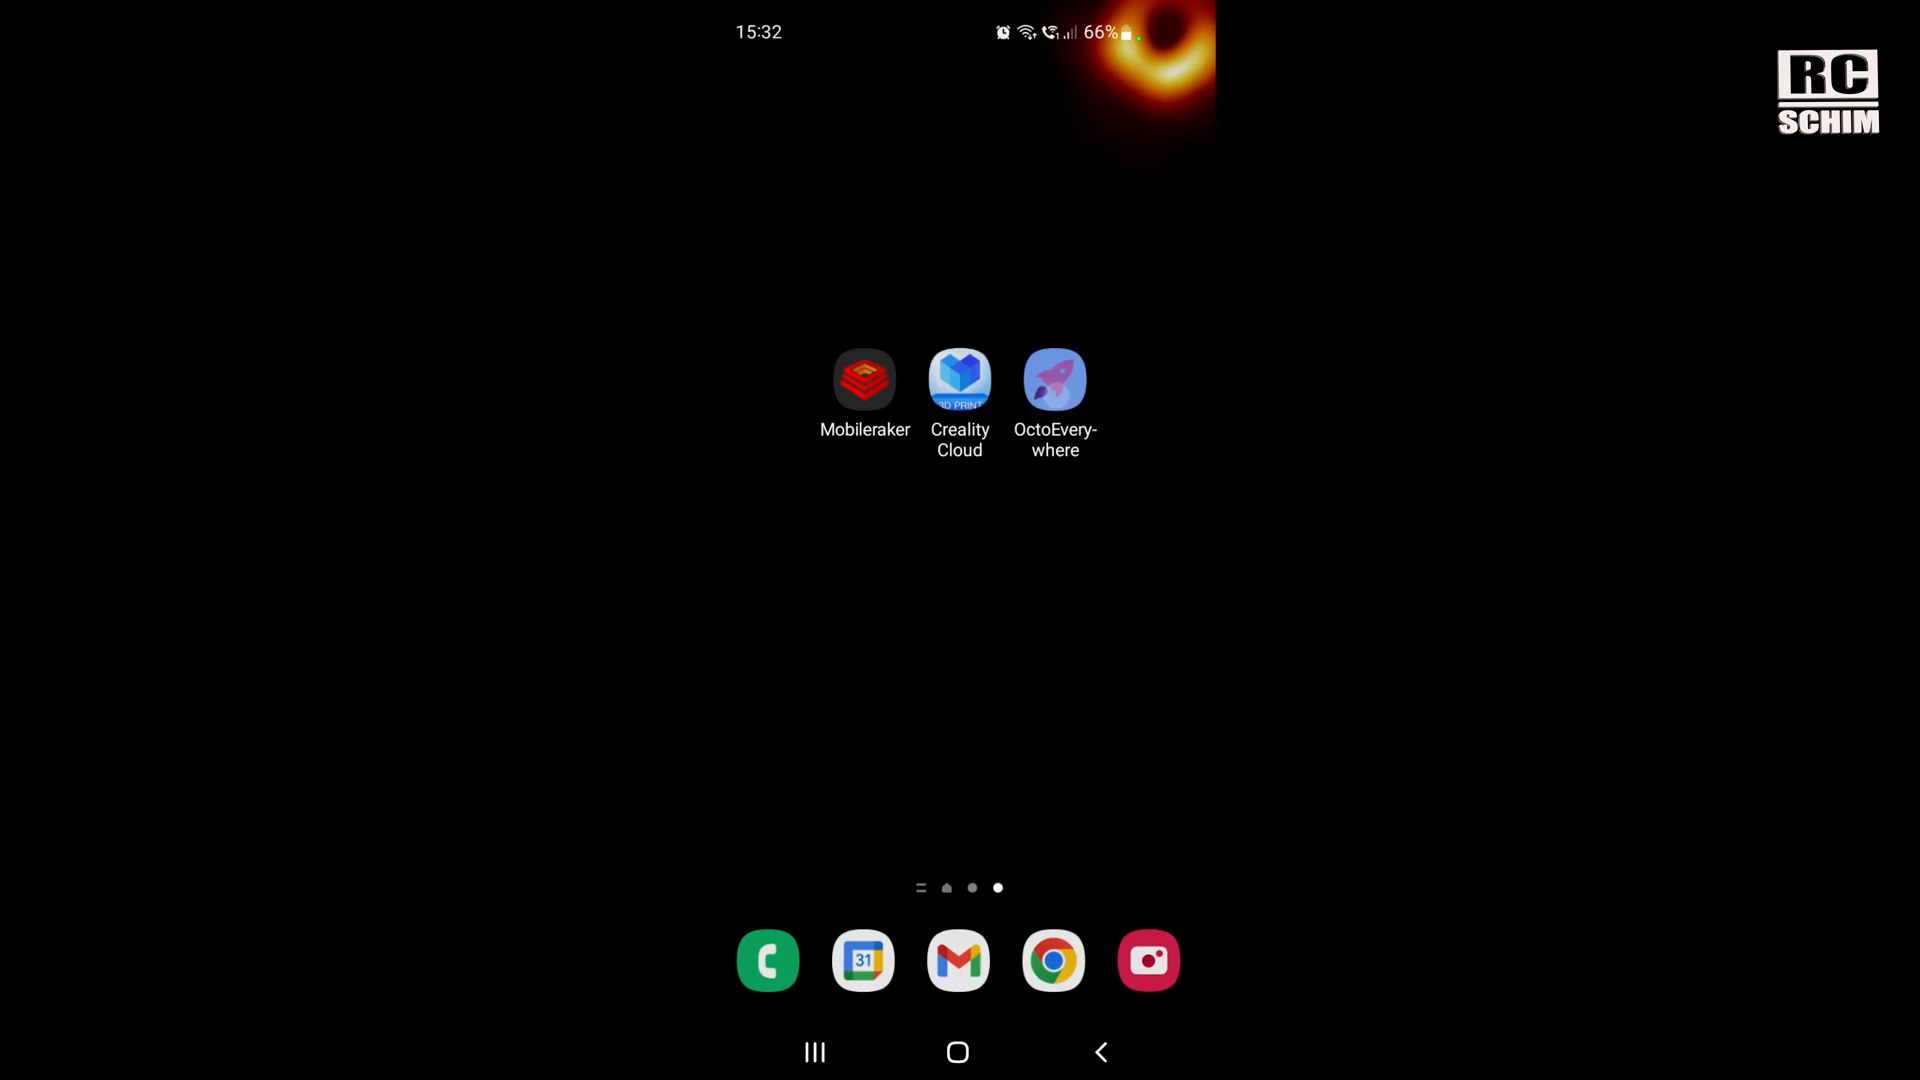 15:32
66%
RC
SCHIM
3D PRINT
Mobileraker
Creality
Cloud
OctoEvery-
where
31